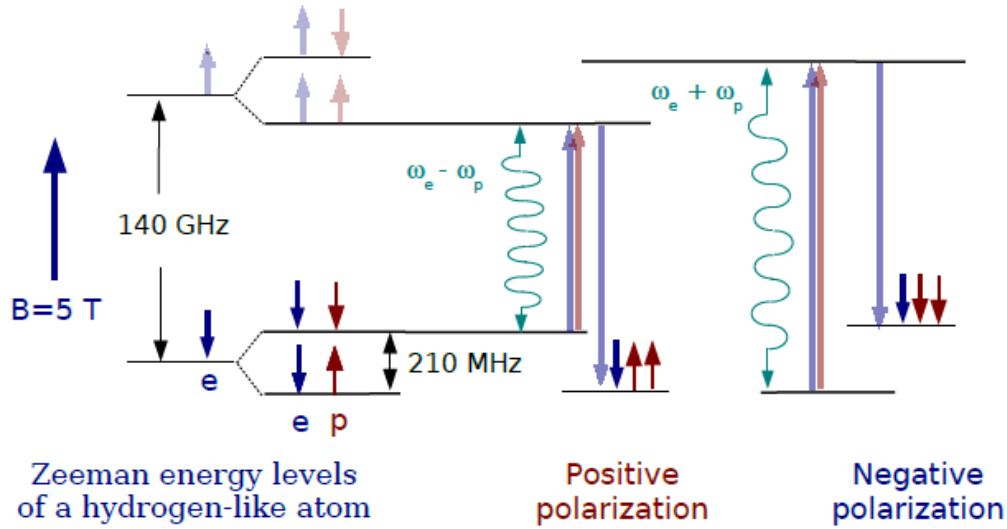 ω_e - ω_p
ω_e + ω_p
140 GHz
B=5 T
210 MHz
e
e p
Zeeman energy levels
of a hydrogen-like atom
Positive
polarization
Negative
polarization